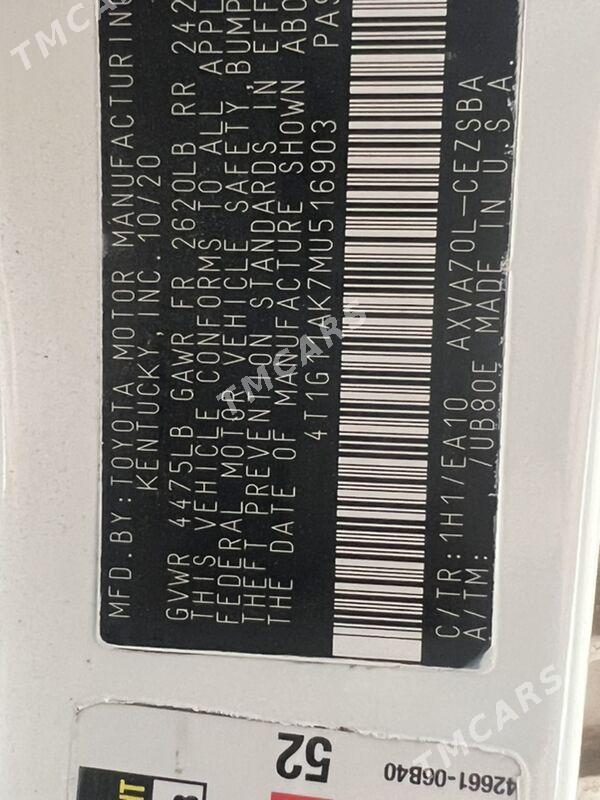 MFD. BY: TOYOTA MOTOR MANUFACTURING
KENTUCKY, INC. 10/20
GVWR 4475LB GAWR FR 2620LB RR 242
THIS VEHICLE CONFORMS TO ALL APPL
FEDERAL MOTOR VEHICLE SAFETY, BUMP
THEFT PREVENTION STANDARDS IN EFF
THE DATE OF MANUFACTURE SHOWN ABO
4T1G11AK7MU516903 PAS
C/TR: 1H1/EA10 AXVA70L-CEZSBA
A/TM: /UB80E MADE IN U.S.A.
52
42661-06B40
TMCARS
TMCARS
TMCARS